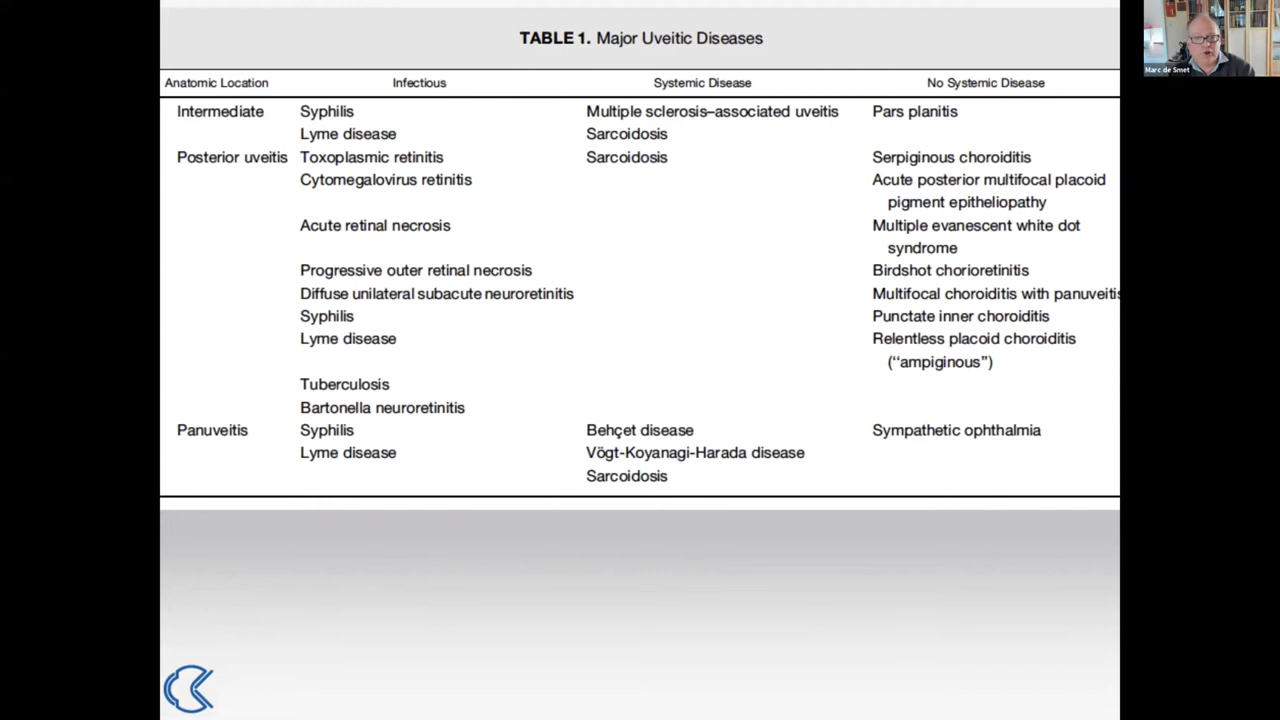 TABLE 1. Major Uveitic Diseases
Marc de Smet
Anatomic Location Infectious Systemic Disease No Systemic Disease
Intermediate Syphilis Multiple sclerosis–associated uveitis Pars planitis
Lyme disease Sarcoidosis
Posterior uveitis Toxoplasmic retinitis Sarcoidosis Serpiginous choroiditis
Cytomegalovirus retinitis Acute posterior multifocal placoid
pigment epitheliopathy
Acute retinal necrosis Multiple evanescent white dot
syndrome
Progressive outer retinal necrosis Birdshot chorioretinitis
Diffuse unilateral subacute neuroretinitis Multifocal choroiditis with panuveitis
Syphilis Punctate inner choroiditis
Lyme disease Relentless placoid choroiditis
(‘‘ampiginous’’)
Tuberculosis
Bartonella neuroretinitis
Panuveitis Syphilis Behçet disease Sympathetic ophthalmia
Lyme disease Vögt-Koyanagi-Harada disease
Sarcoidosis